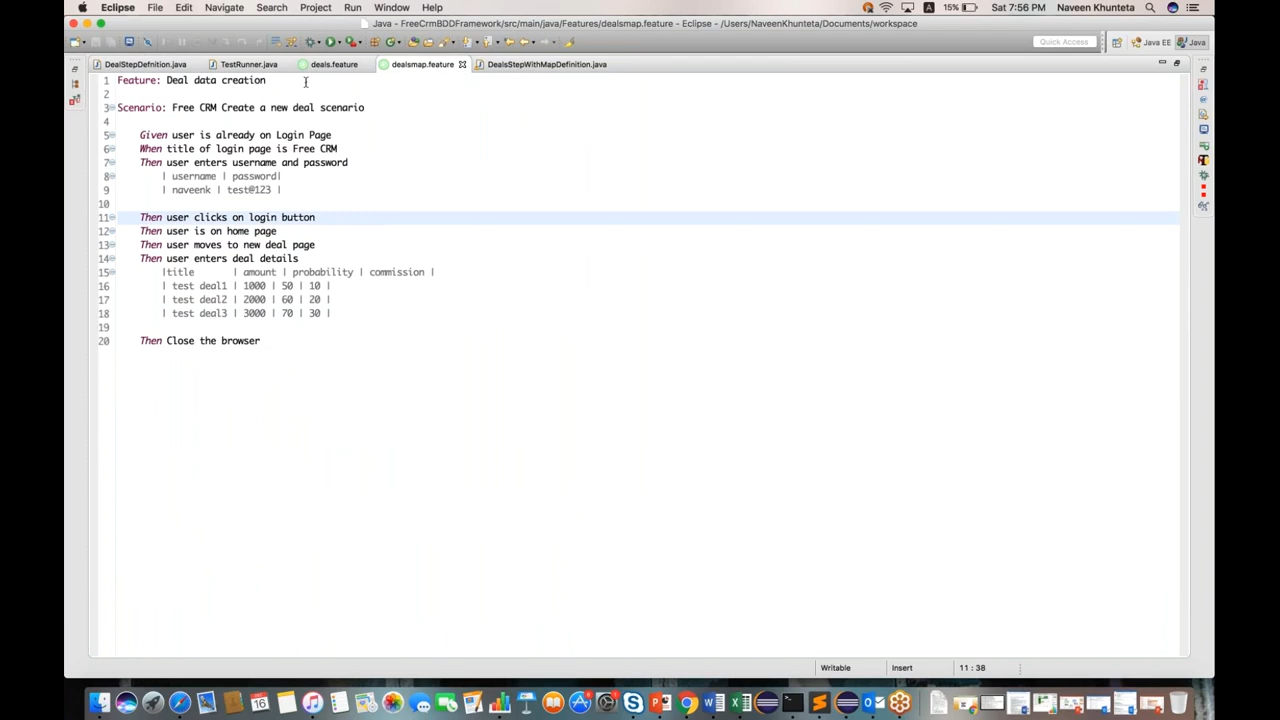 Eclipse File Edit Navigate Search Project Run Window Help A 15% Sat 7:56 PM Naveen Khunteta
Java - FreeCrmBDDFramework/src/main/java/Features/dealsmap.feature - Eclipse - /Users/NaveenKhunteta/Documents/workspace
Quick Access Java EE Java
DealStepDefnition.java TestRunner.java deals.feature dealsmap.feature DealsStepWithMapDefinition.java
1 Feature: Deal data creation
2
3 Scenario: Free CRM Create a new deal scenario
4
5 Given user is already on Login Page
6 When title of login page is Free CRM
7 Then user enters username and password
8 | username | password|
9 | naveenk | test@123 |
10
11 Then user clicks on login button
12 Then user is on home page
13 Then user moves to new deal page
14 Then user enters deal details
15 |title | amount | probability | commission |
16 | test deal1 | 1000 | 50 | 10 |
17 | test deal2 | 2000 | 60 | 20 |
18 | test deal3 | 3000 | 70 | 30 |
19
20 Then Close the browser
Writable Insert 11 : 38